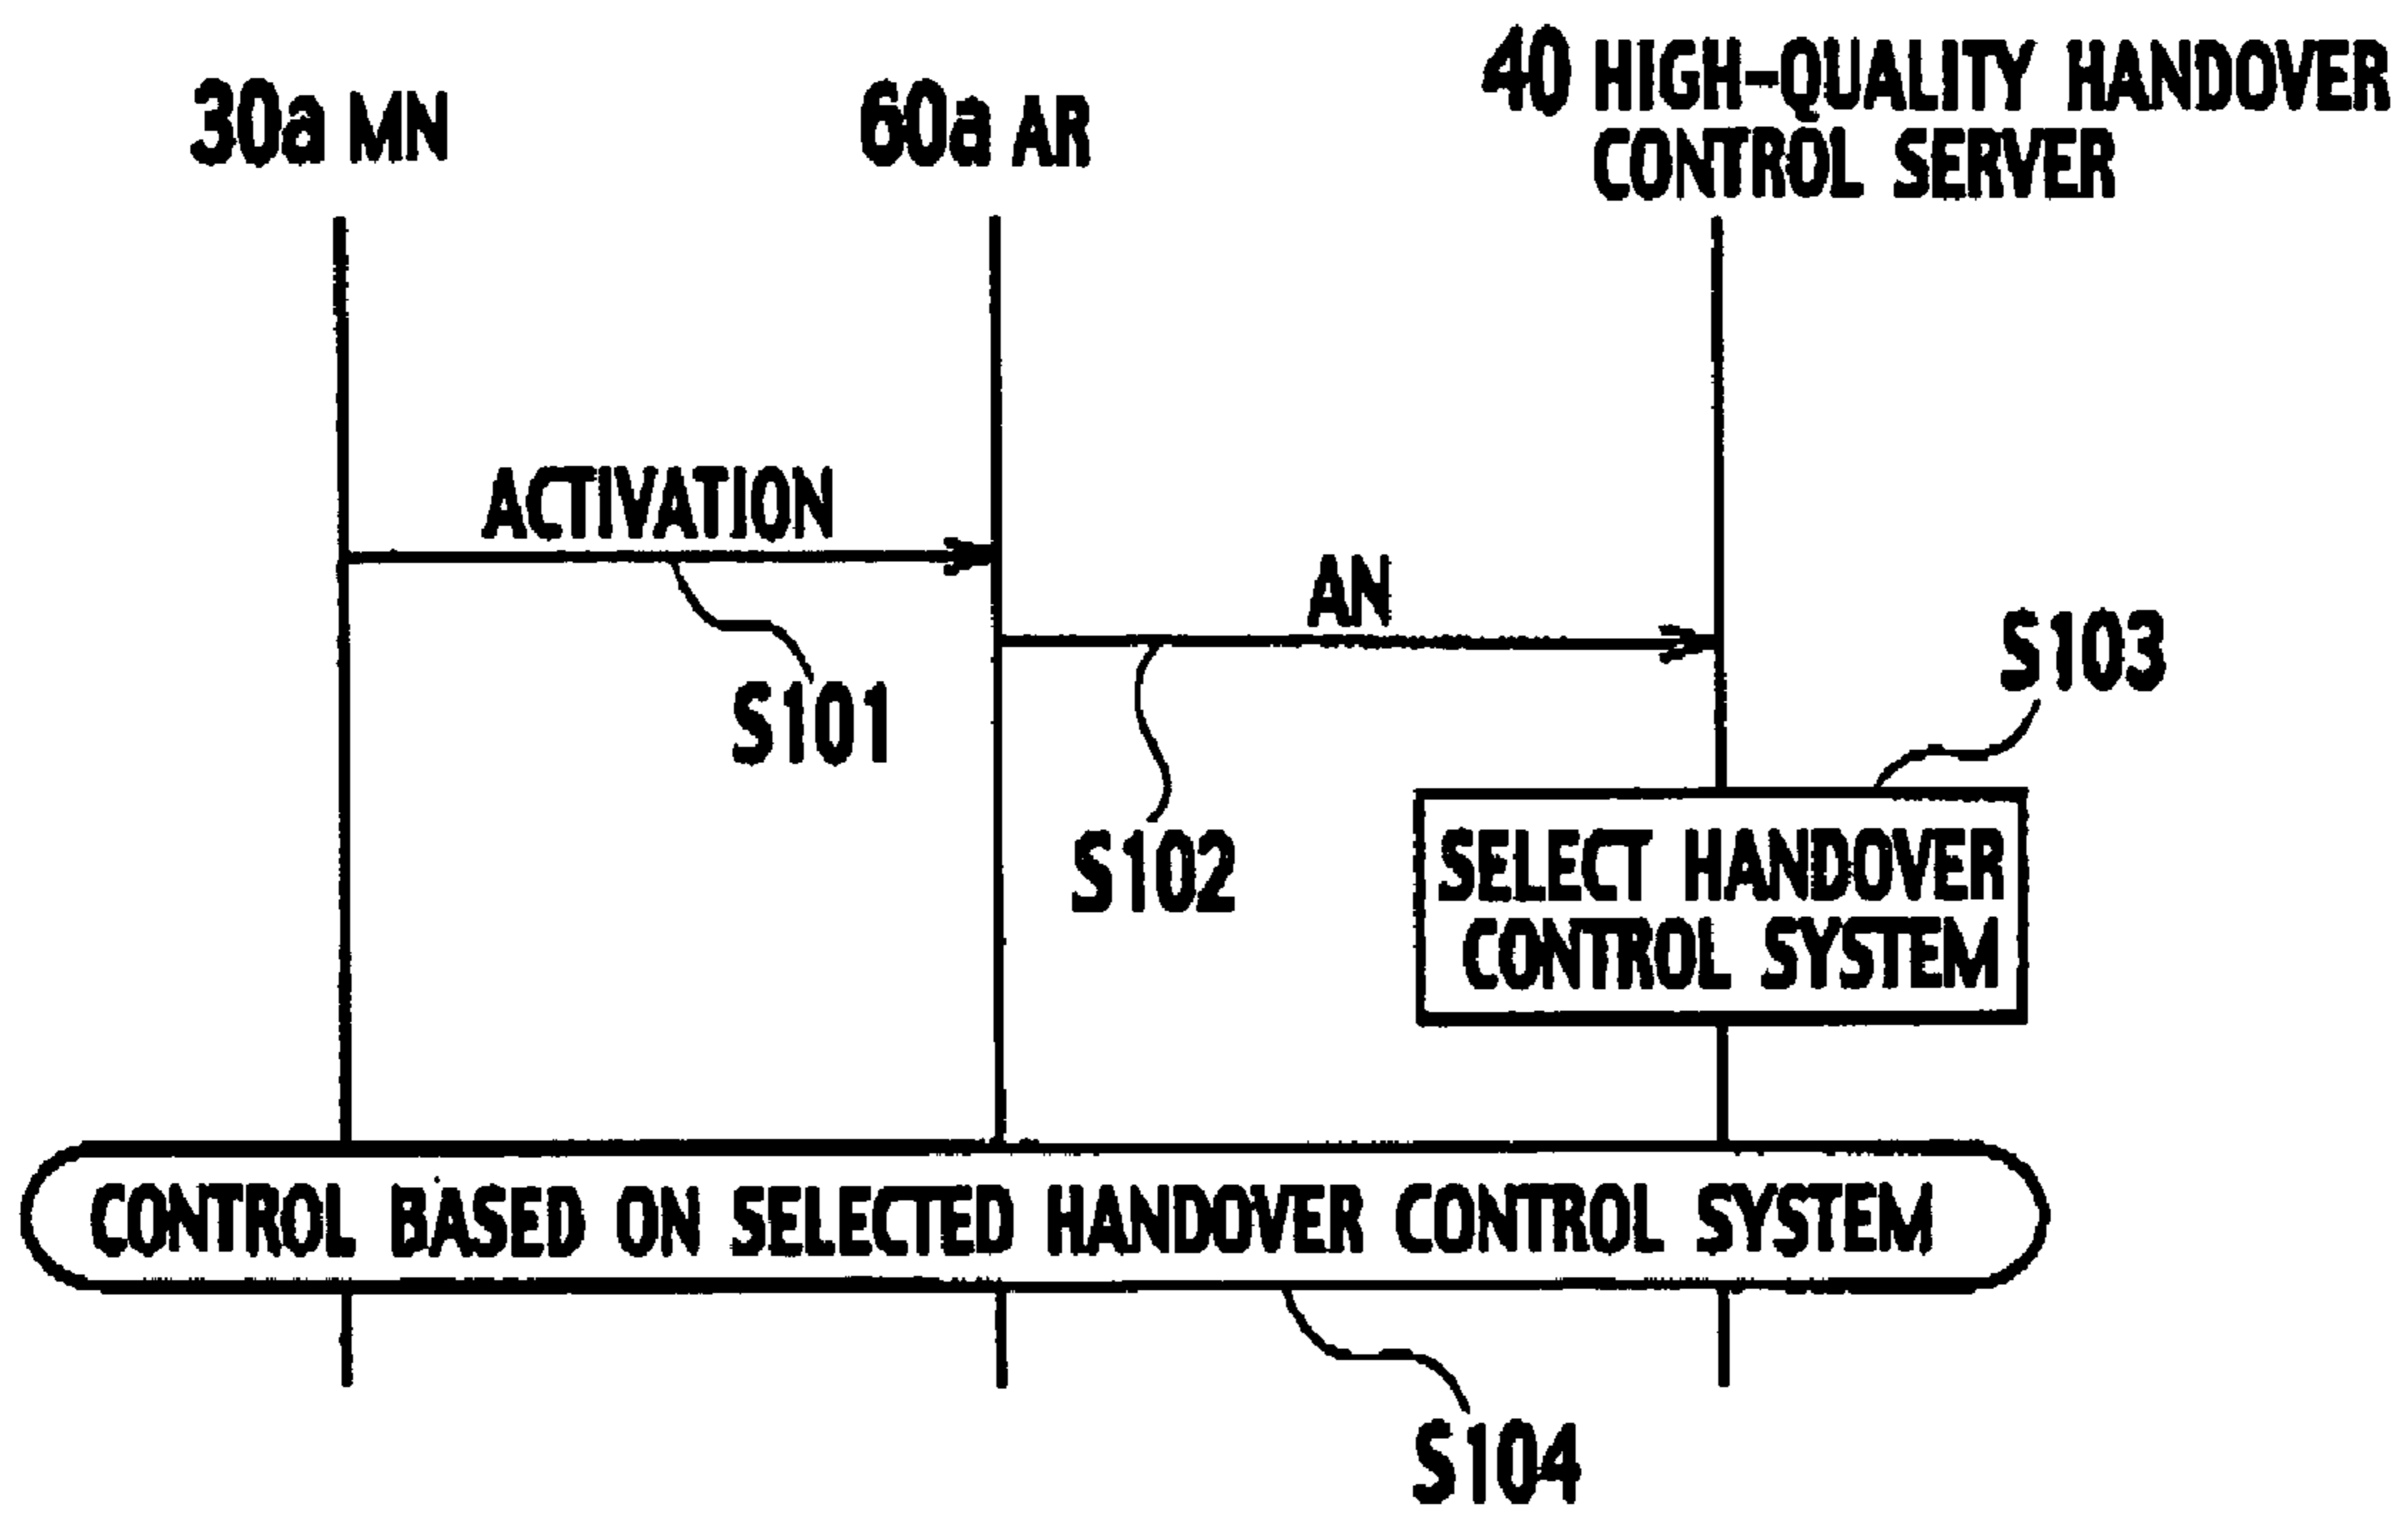 30a MN
60a AR
40 HIGH-QUALITY HANDOVER
CONTROL SERVER
ACTIVATION
AN
S101
S102
S103
SELECT HANDOVER
CONTROL SYSTEM
CONTROL BASED ON SELECTED HANDOVER CONTROL SYSTEM
S104